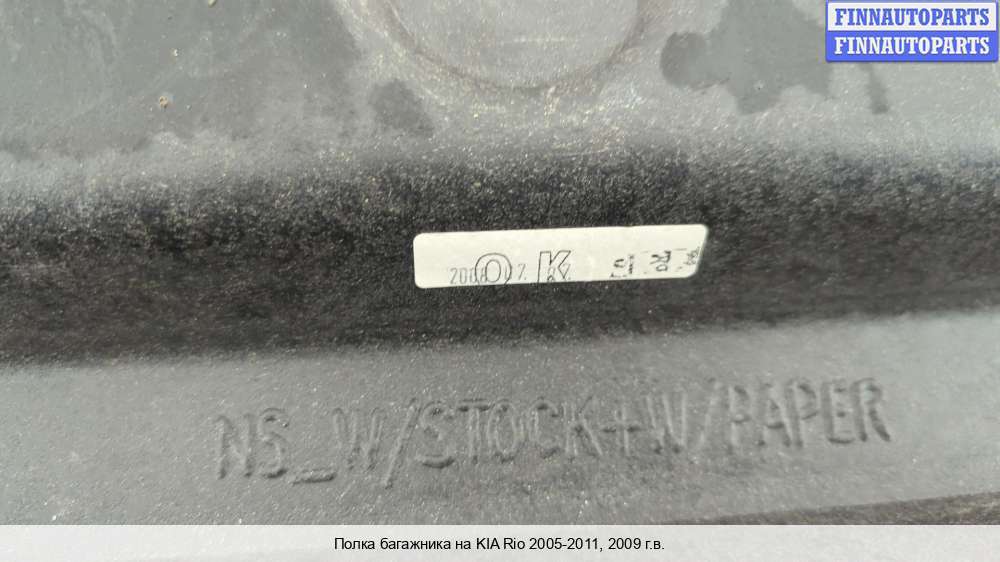 FINNAUTOPARTS
FINNAUTOPARTS
OK
NS_W/STOCK+W/PAPER
Полка багажника на KIA Rio 2005-2011, 2009 г.в.